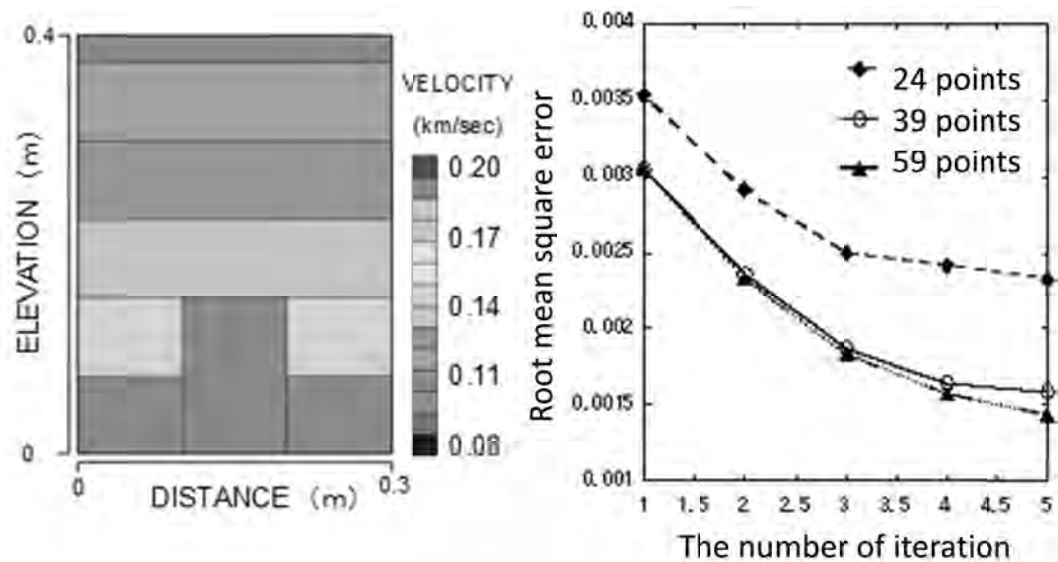 0.4
ELEVATION (m)
0
0
0.3
DISTANCE (m)
VELOCITY
(km/sec)
0.20
0.17
0.14
0.11
0.08
Root mean square error
0.004
0.0035
0.003
0.0025
0.002
0.0015
0.001
24 points
39 points
59 points
1 1.5 2 2.5 3 3.5 4 4.5 5
The number of iteration